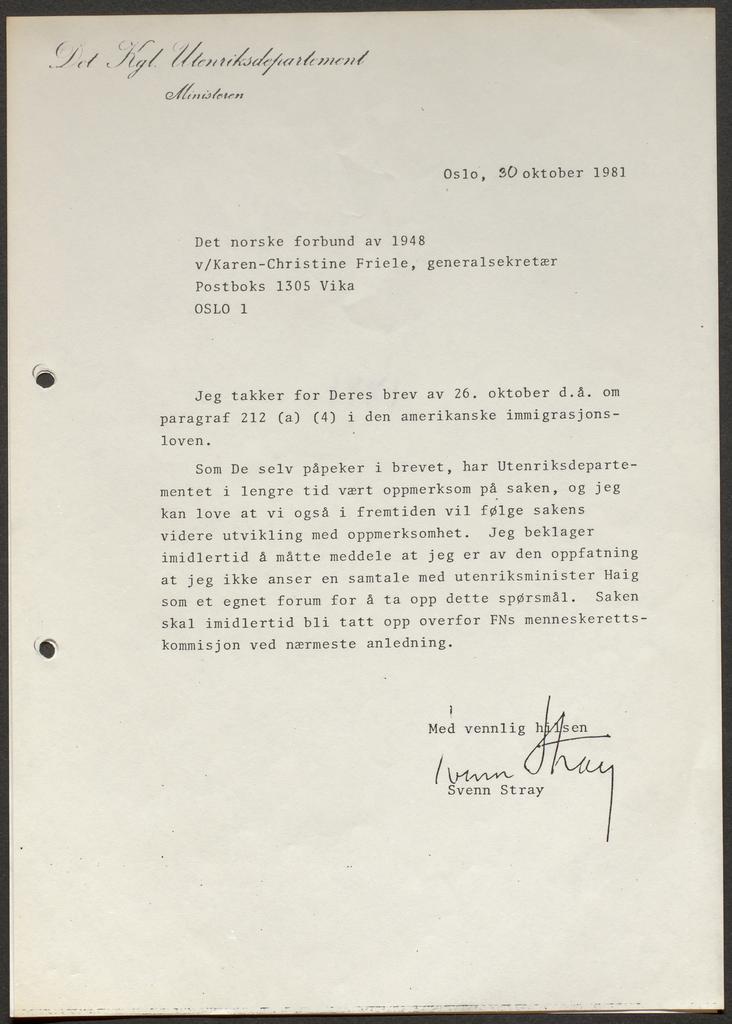 Det Kgl. Utenriksdepartement
Ministeren
Oslo, 30 oktober 1981
Det norske forbund av 1948
v/Karen-Christine Friele, generalsekretær
Postboks 1305 Vika
OSLO 1
Jeg takker for Deres brev av 26. oktober d.å. om
paragraf 212 (a) (4) i den amerikanske immigrasjons-
loven.
Som De selv påpeker i brevet, har Utenriksdeparte-
mentet i lengre tid vært oppmerksom på saken, og jeg
kan love at vi også i fremtiden vil følge sakens
videre utvikling med oppmerksomhet. Jeg beklager
imidlertid å måtte meddele at jeg er av den oppfatning
at jeg ikke anser en samtale med utenriksminister Haig
som et egnet forum for å ta opp dette spørsmål. Saken
skal imidlertid bli tatt opp overfor FNs menneskeretts-
kommisjon ved nærmeste anledning.
Med vennlig hilsen
Svenn Stray
Svenn Stray